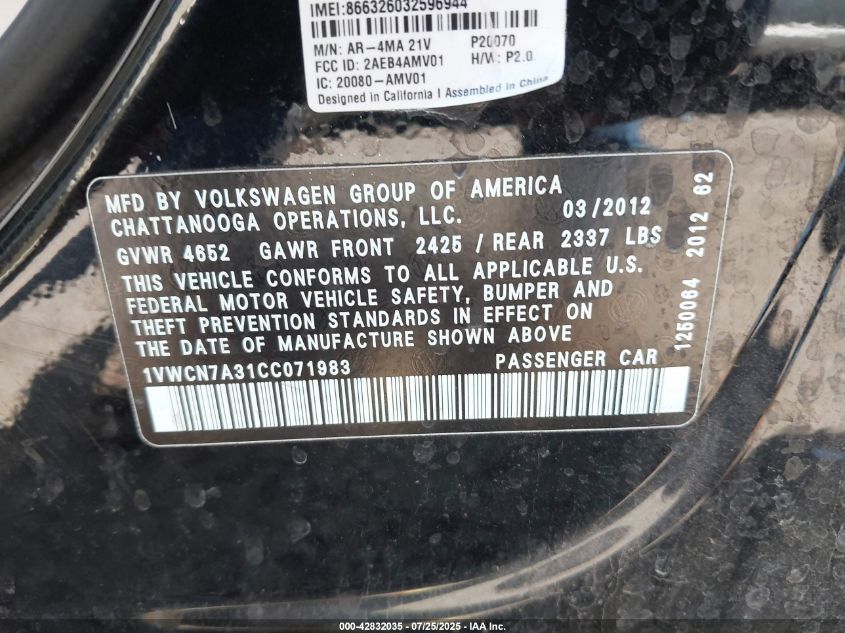 IMEI:866326032596944
M/N: AR-4MA 21V P20070
FCC ID: 2AEB4AMV01 H/W: P2.0
IC: 20080-AMV01
Designed in California | Assembled in China
MFD BY VOLKSWAGEN GROUP OF AMERICA
CHATTANOOGA OPERATIONS, LLC. 03/2012
GVWR 4652 GAWR FRONT 2425 / REAR 2337 LBS
THIS VEHICLE CONFORMS TO ALL APPLICABLE U.S.
FEDERAL MOTOR VEHICLE SAFETY, BUMPER AND
THEFT PREVENTION STANDARDS IN EFFECT ON
THE DATE OF MANUFACTURE SHOWN ABOVE
1VWCN7A31CC071983 PASSENGER CAR
1250064 2012 62
000-42832035 - 07/25/2025 - IAA Inc.